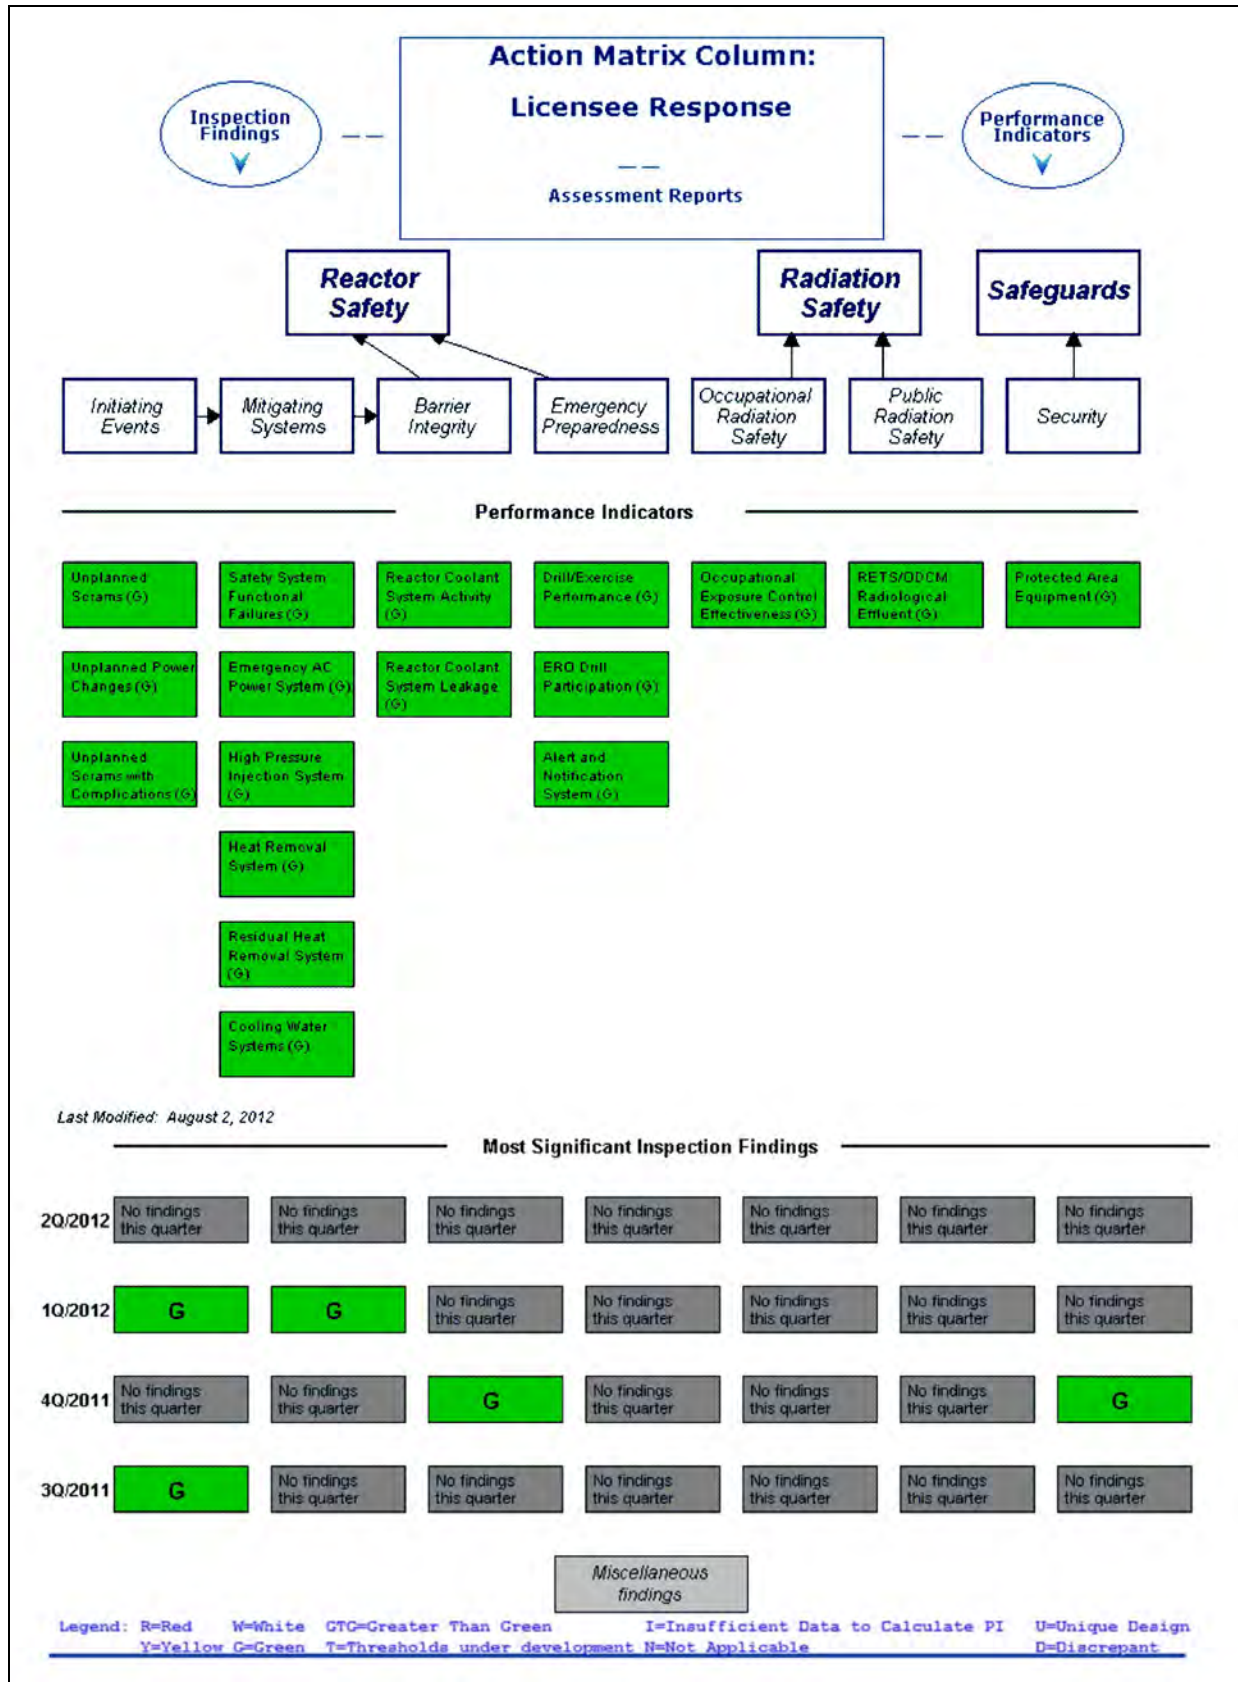 Action Matrix Column:
Licensee Response
Assessment Reports
Inspection
Findings
Performance
Indicators
Reactor
Safety
Radiation
Safety
Safeguards
Initiating
Events
Mitigating
Systems
Barrier
Integrity
Emergency
Preparedness
Occupational
Radiation
Safety
Public
Radiation
Safety
Security
Performance Indicators
Unplanned
Scrams (G)
Safety System
Functional
Failures (G)
Reactor Coolant
System Activity
(G)
Drill/Exercise
Performance (G)
Occupational
Exposure Control
Effectiveness (G)
RETS/ODCM
Radiological
Effluent (G)
Protected Area
Equipment (G)
Unplanned Power
Changes (G)
Emergency AC
Power System (G)
Reactor Coolant
System Leakage
(G)
ERO Drill
Participation (G)
Unplanned
Scrams with
Complications (G)
High Pressure
Injection System
(G)
Alert and
Notification
System (G)
Heat Removal
System (G)
Residual Heat
Removal System
(G)
Cooling Water
Systems (G)
Last Modified: August 2, 2012
Most Significant Inspection Findings
2Q/2012
No findings
this quarter
No findings
this quarter
No findings
this quarter
No findings
this quarter
No findings
this quarter
No findings
this quarter
No findings
this quarter
1Q/2012
G
G
No findings
this quarter
No findings
this quarter
No findings
this quarter
No findings
this quarter
No findings
this quarter
4Q/2011
No findings
this quarter
No findings
this quarter
G
No findings
this quarter
No findings
this quarter
No findings
this quarter
G
3Q/2011
G
No findings
this quarter
No findings
this quarter
No findings
this quarter
No findings
this quarter
No findings
this quarter
No findings
this quarter
Miscellaneous
findings
Legend: R=Red W=White GTG=Greater Than Green I=Insufficient Data to Calculate PI U=Unique Design
Y=Yellow G=Green T=Thresholds under development N=Not Applicable D=Discrepant